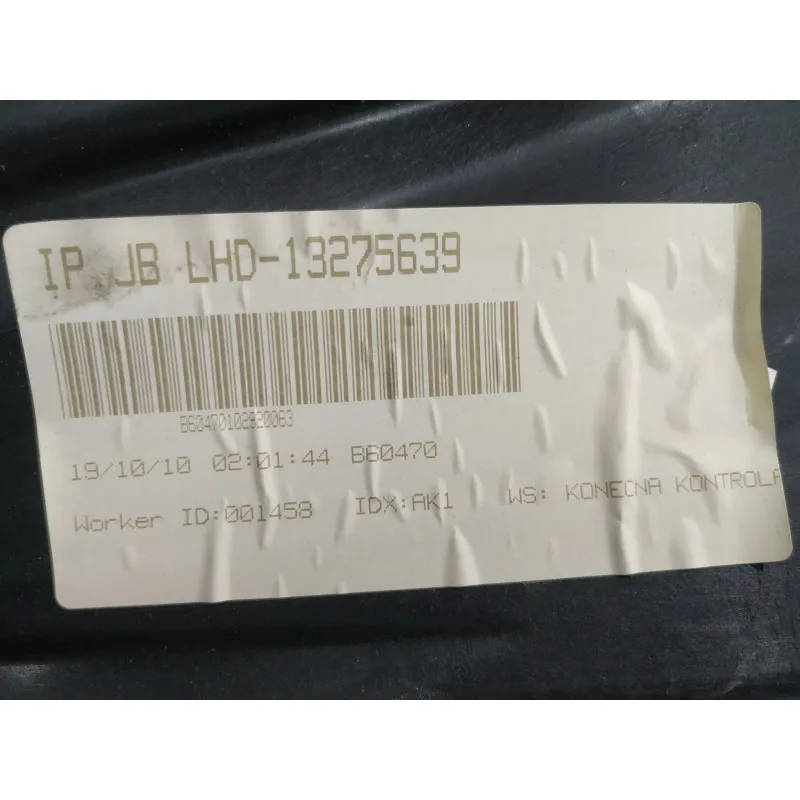 IP JB LHD-13275639
B60470102920063
19/10/10 02:01:44 B60470
Worker ID:001458 IDX:AK1 WS: KONECNA KONTROLA